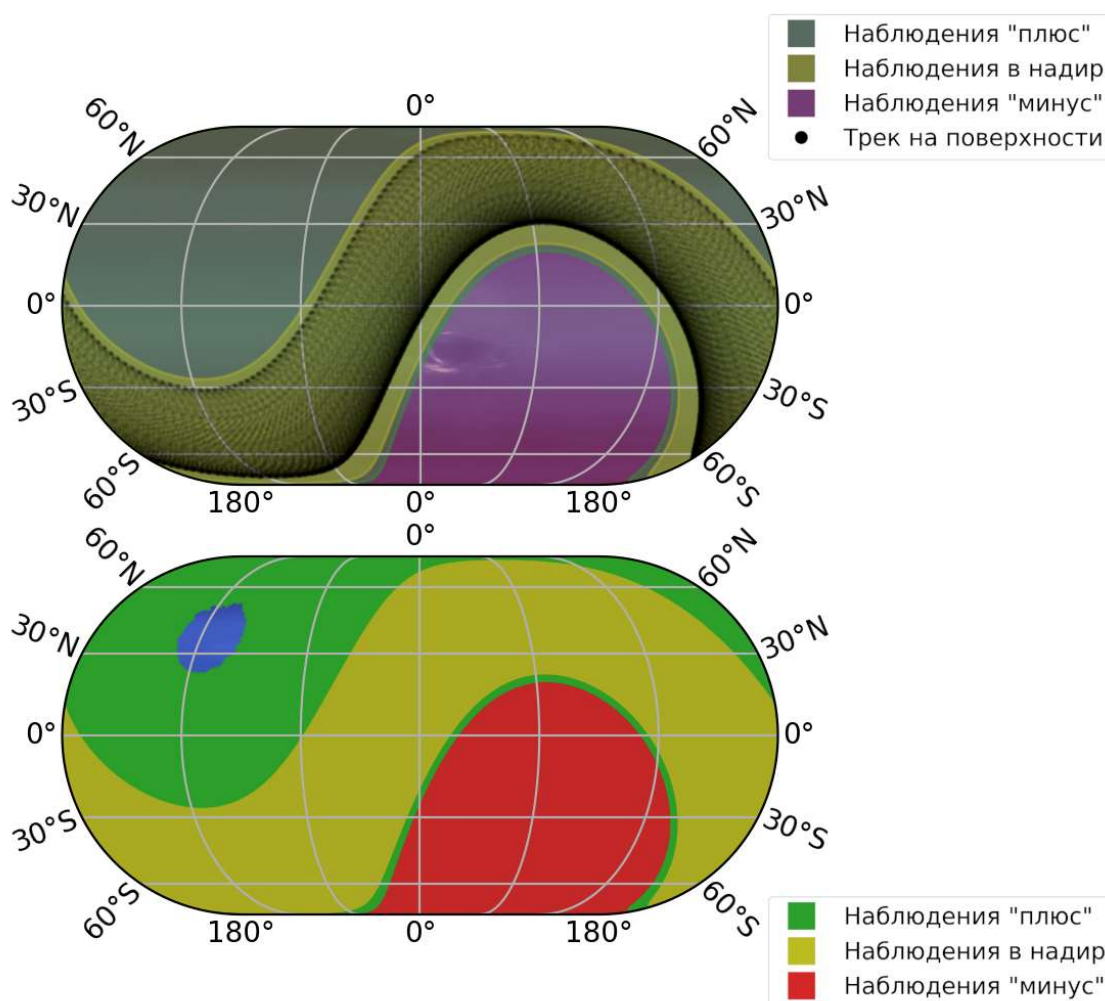 Наблюдения "плюс"
Наблюдения в надир
Наблюдения "минус"
Трек на поверхности
0°
60°N
60°N
30°N
30°N
0°
0°
30°S
30°S
60°S
60°S
180°
0°
180°
0°
60°N
60°N
30°N
30°N
0°
0°
30°S
30°S
60°S
60°S
180°
0°
180°
Наблюдения "плюс"
Наблюдения в надир
Наблюдения "минус"